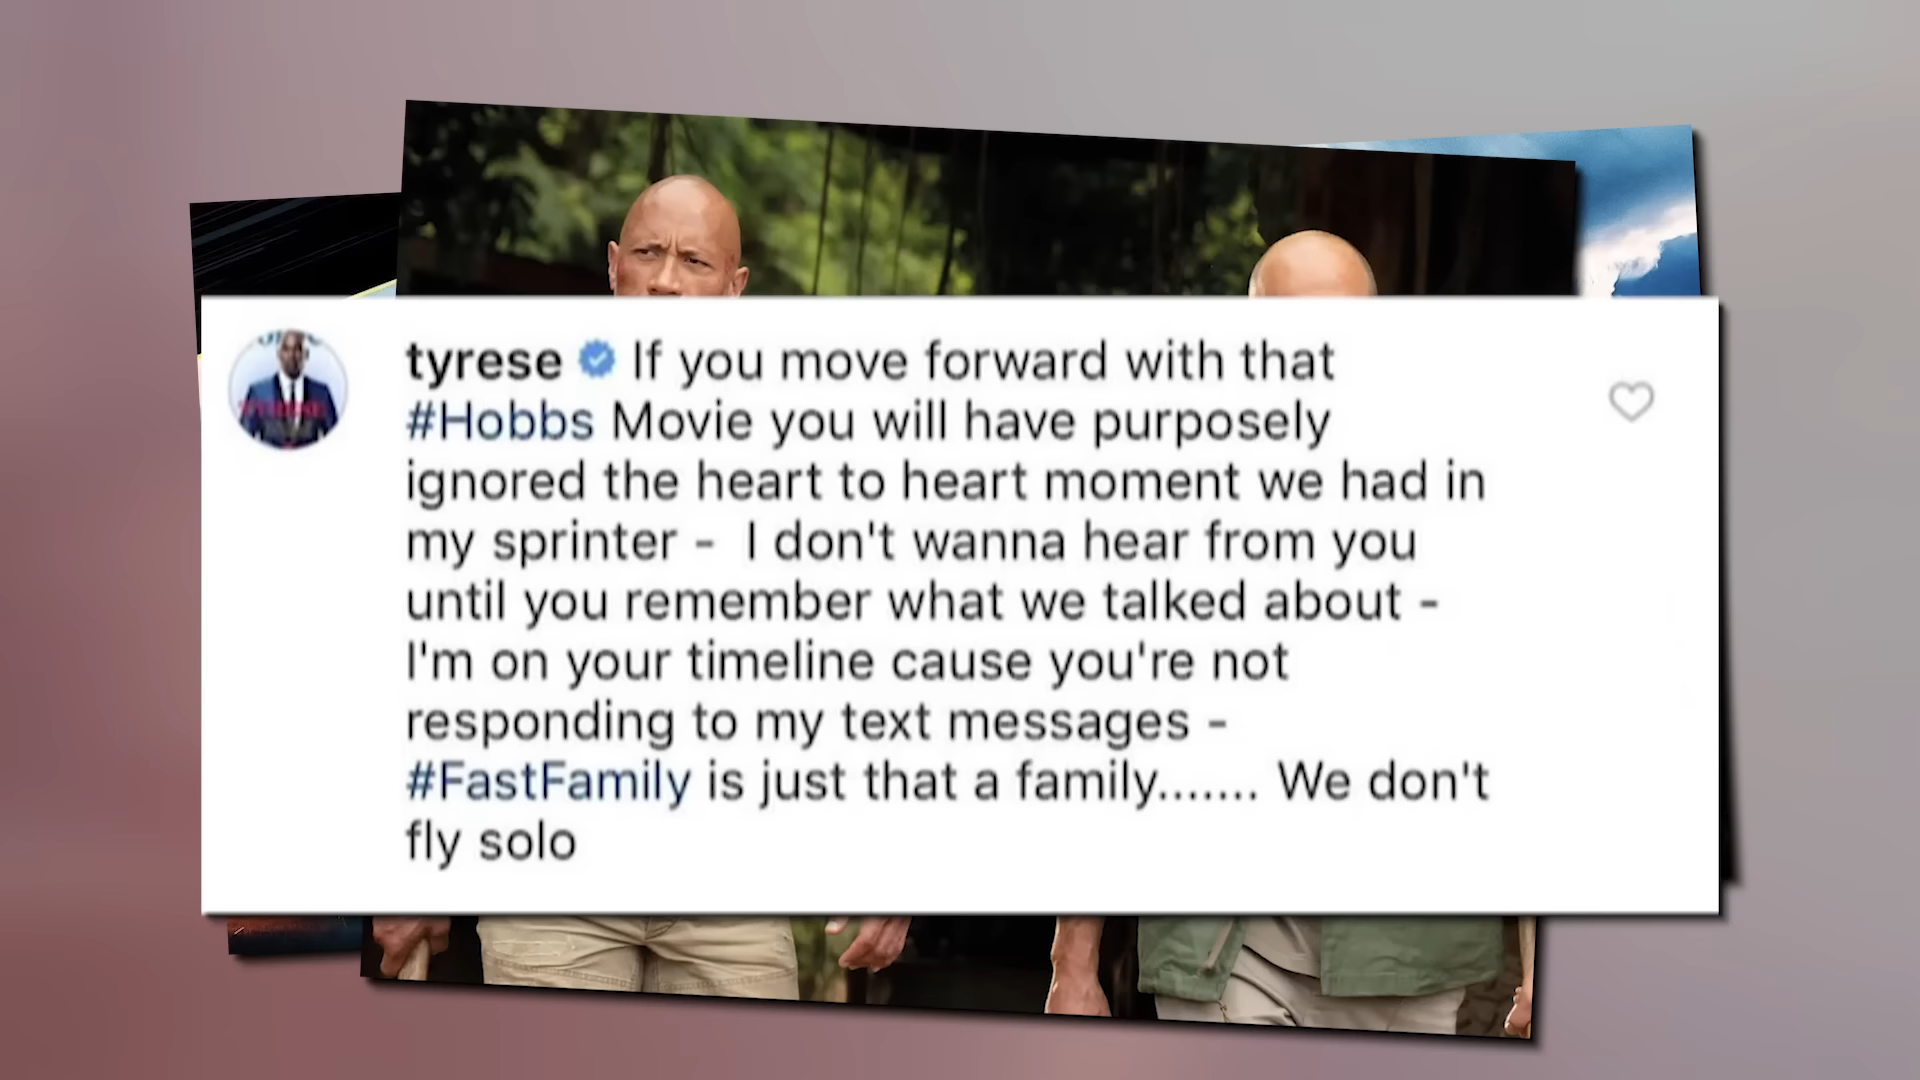 tyrese If you move forward with that
#Hobbs Movie you will have purposely
ignored the heart to heart moment we had in
my sprinter - I don't wanna hear from you
until you remember what we talked about -
I'm on your timeline cause you're not
responding to my text messages -
#FastFamily is just that a family....... We don't
fly solo
TYRESE